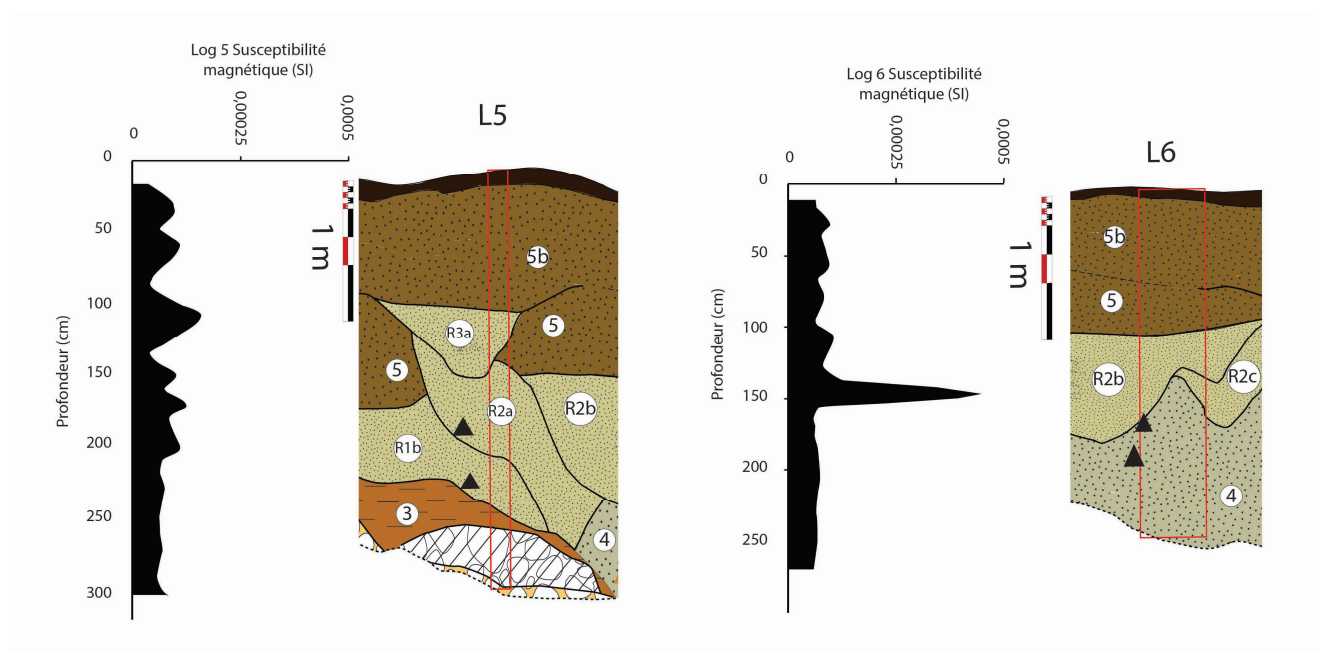 Log 5 Susceptibilité
magnétique (SI)
0
0,00025
0,0005
L5
Profondeur (cm)
0
50
100
150
200
250
300
1 m
5b
R3a
5
5
R2a
R2b
R1b
3
4
Log 6 Susceptibilité
magnétique (SI)
0
0,00025
0,0005
L6
Profondeur (cm)
0
50
100
150
200
250
1 m
5b
5
R2b
R2c
4